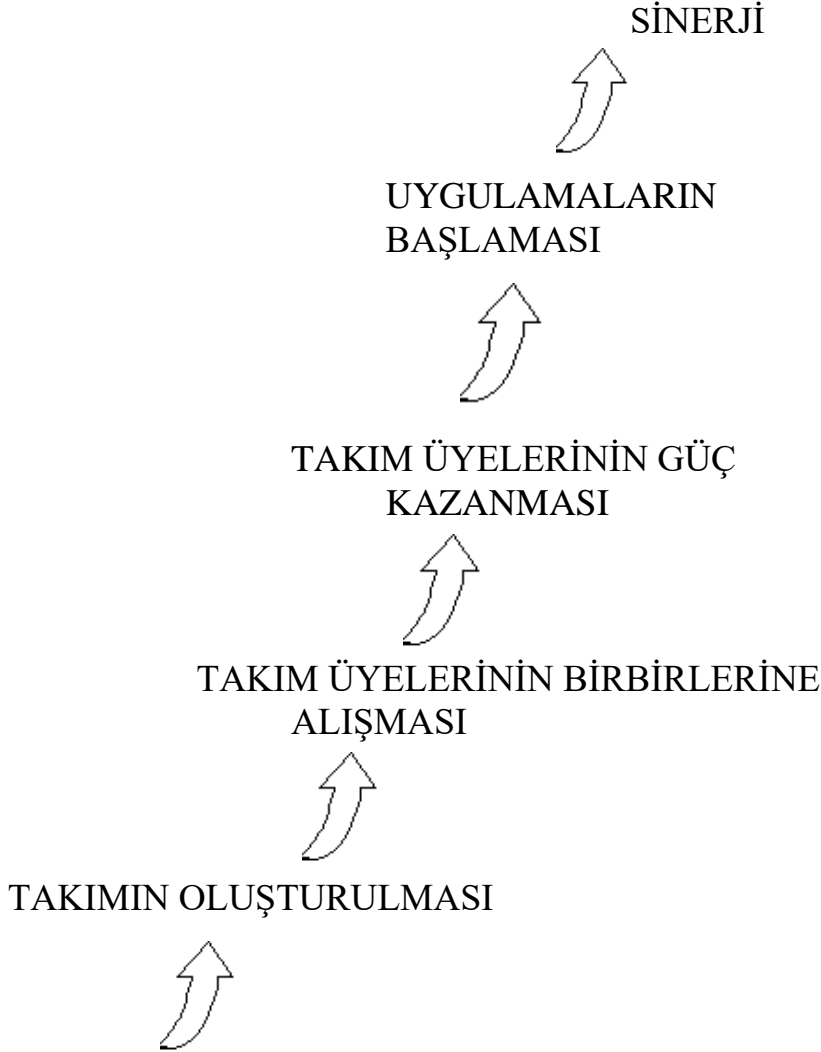 SİNERJİ
UYGULAMALARIN
BAŞLAMASI
TAKIM ÜYELERİNİN GÜÇ
KAZANMASI
TAKIM ÜYELERİNİN BİRBİRLERİNE
ALIŞMASI
TAKIMIN OLUŞTURULMASI